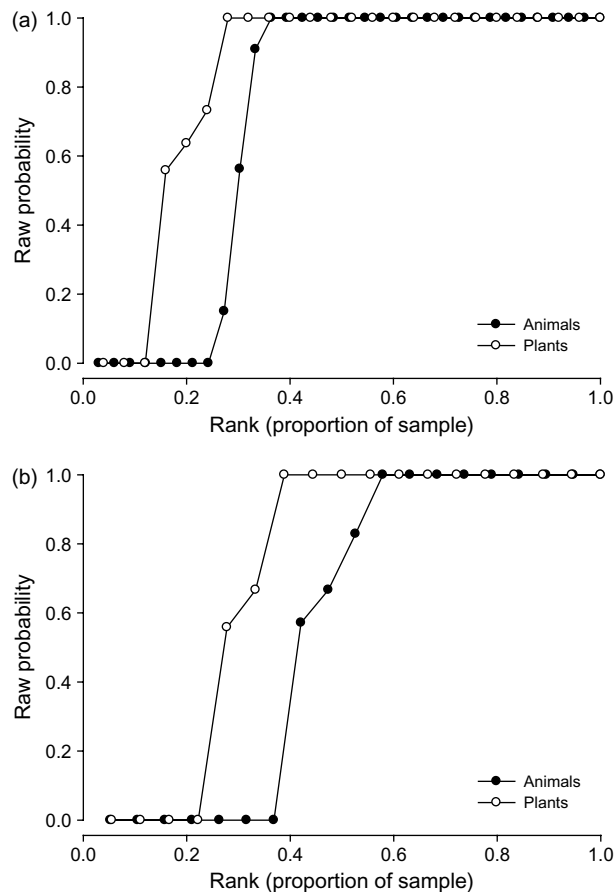 (a)
1.0
0.8
0.6
0.4
0.2
0.0
Raw probability
Animals
Plants
0.0 0.2 0.4 0.6 0.8 1.0
Rank (proportion of sample)
(b)
1.0
0.8
0.6
0.4
0.2
0.0
Raw probability
Animals
Plants
0.0 0.2 0.4 0.6 0.8 1.0
Rank (proportion of sample)